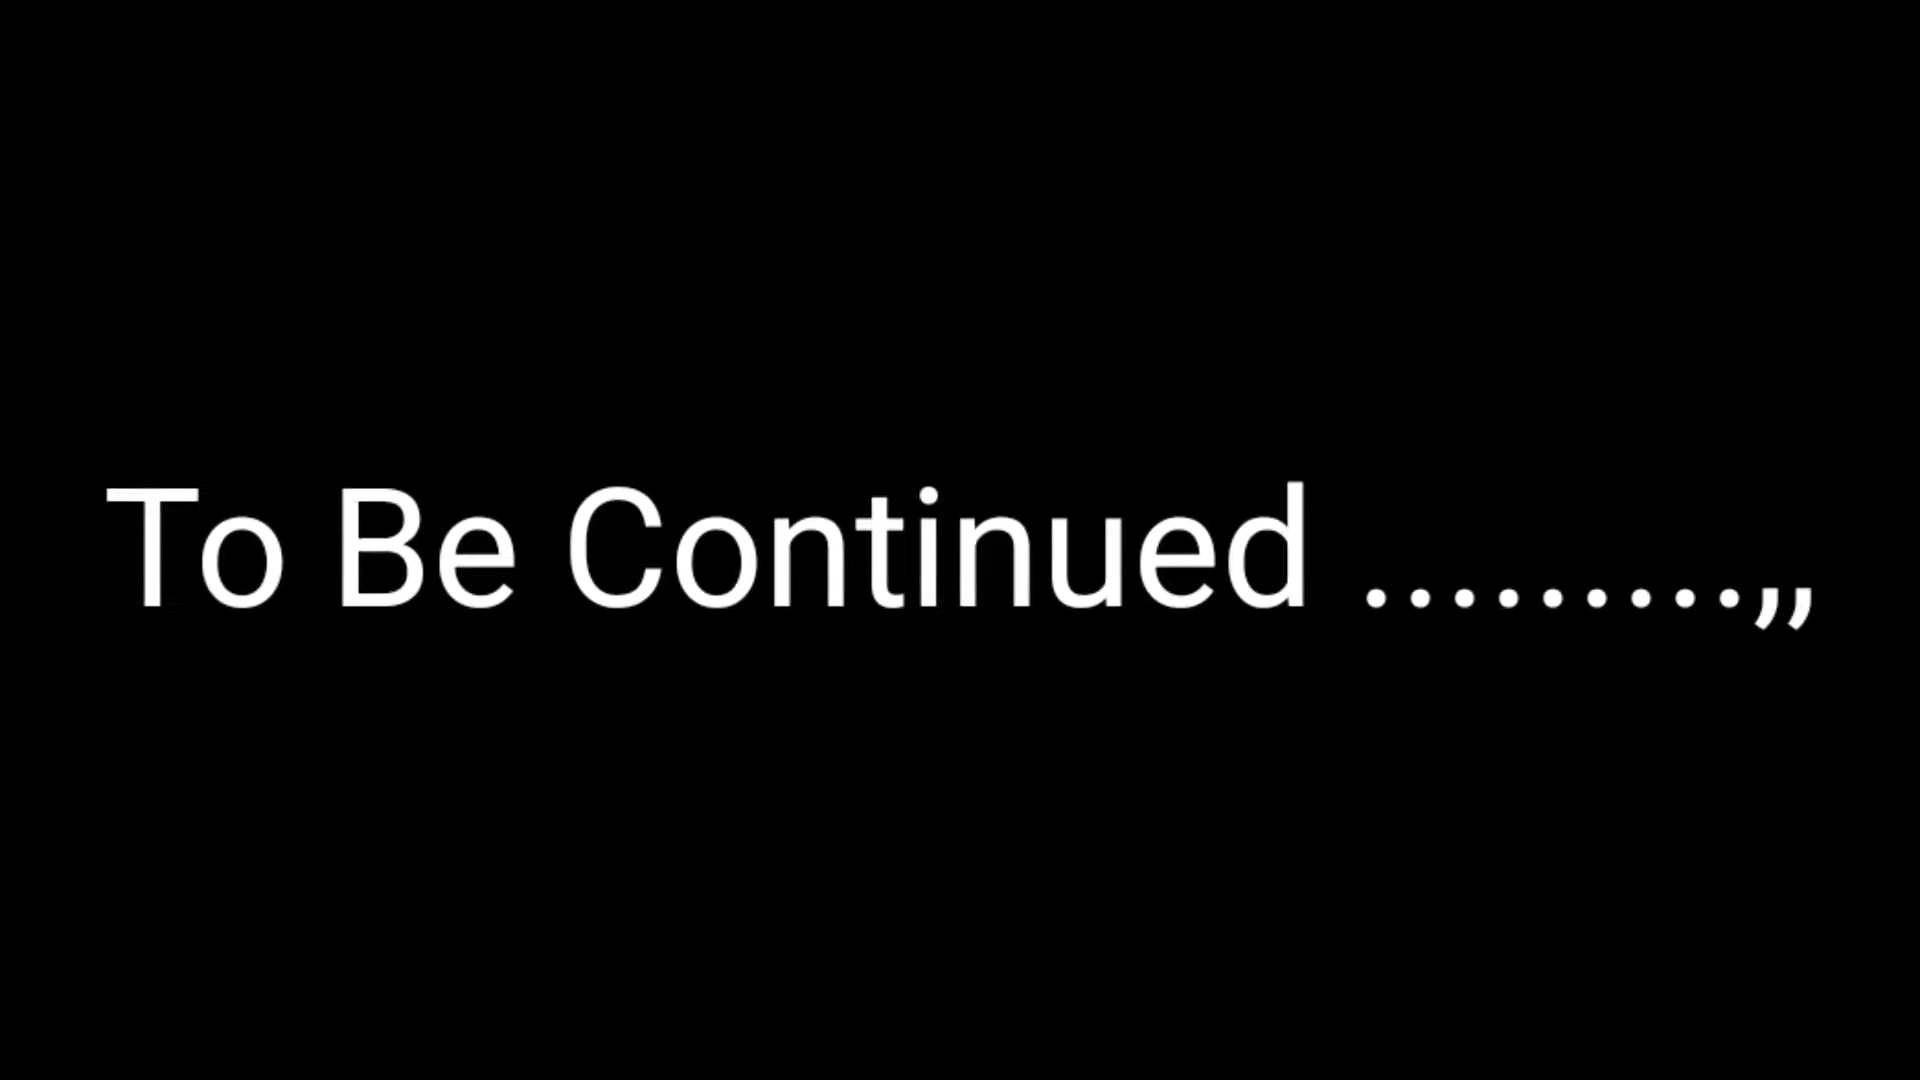 To Be Continued .........,,